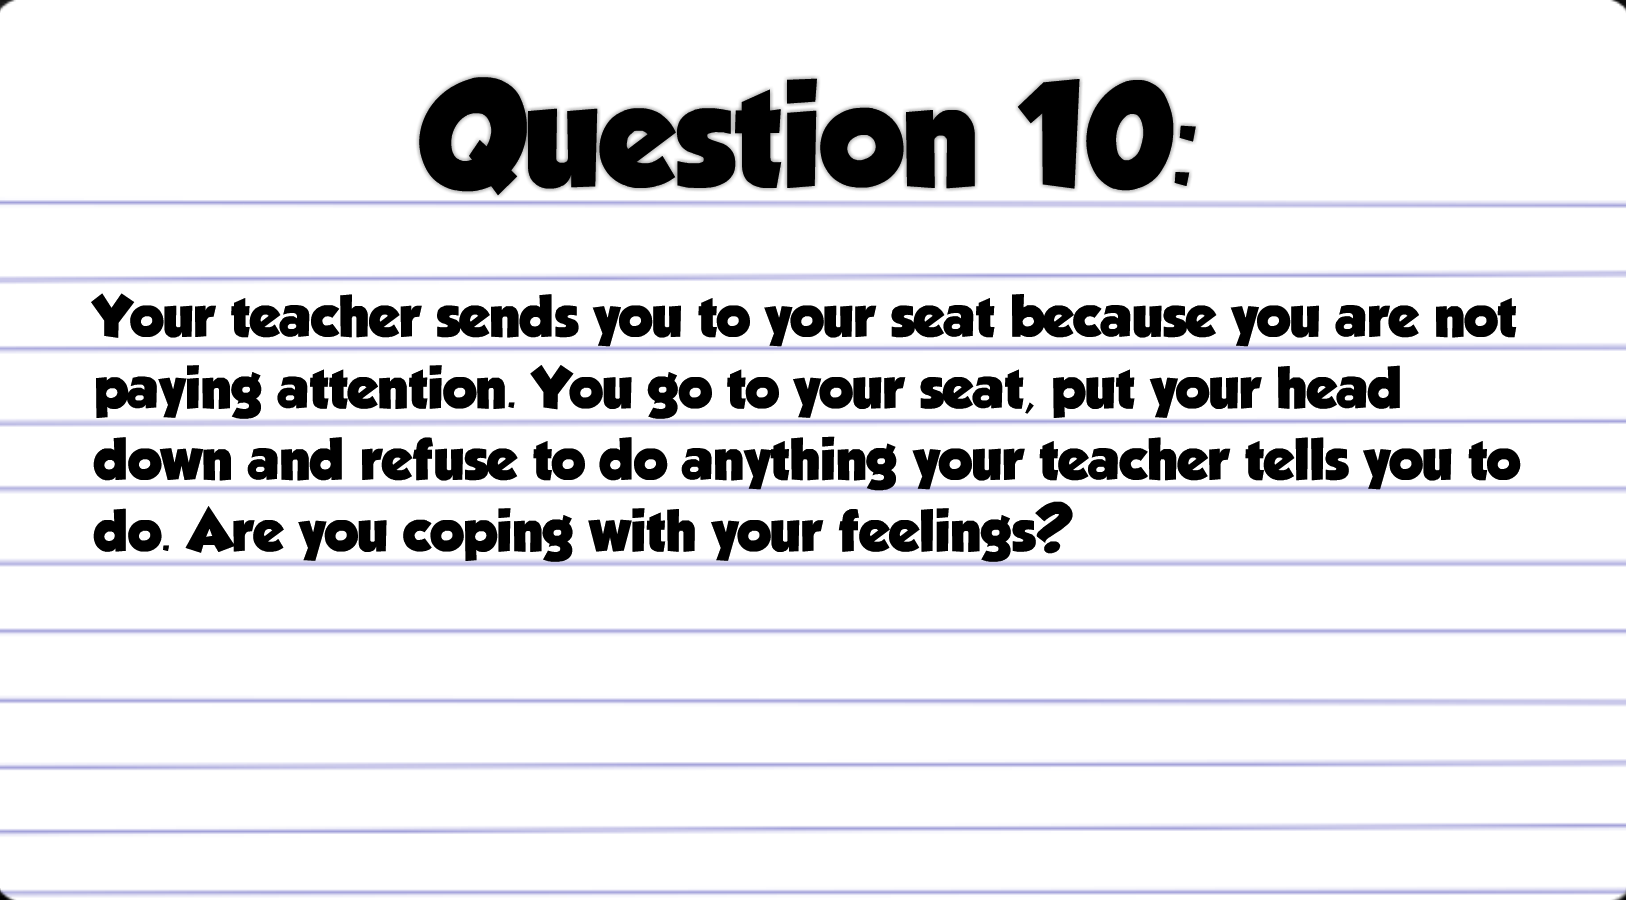 Question 10:
Your teacher sends you to your seat because you are not
paying attention. You go to your seat, put your head
down and refuse to do anything your teacher tells you to
do. Are you coping with your feelings?